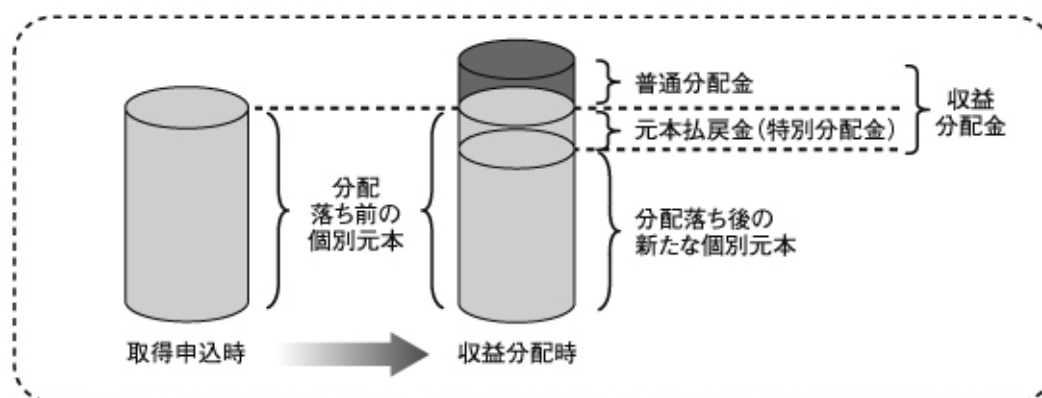 普通分配金
収益
分配金
元本払戻金(特別分配金)
分配
落ち前の
個別元本
分配落ち後の
新たな個別元本
取得申込時
収益分配時